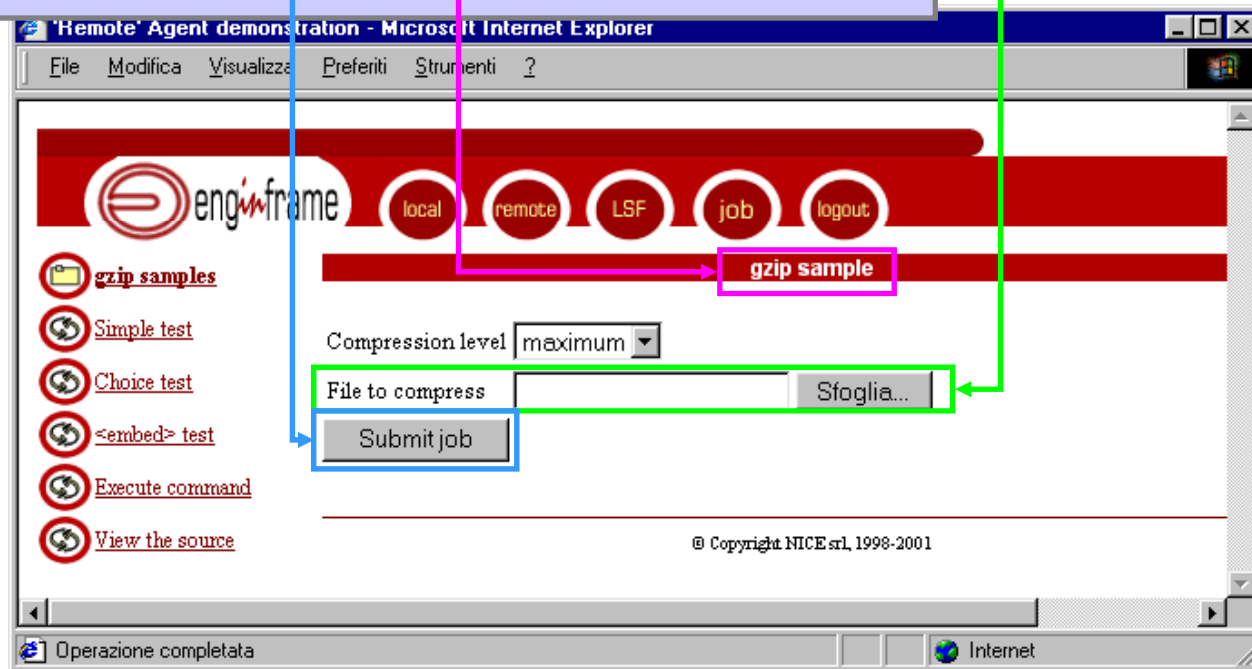 'Remote' Agent demonstration - Microsoft Internet Explorer
File Modifica Visualizza Preferiti Strumenti ?
enginframe
local remote LSF job logout
gzip samples
gzip sample
Simple test
Compression level maximum
Choice test
File to compress Sfoglia...
<embed> test
Submit job
Execute command
View the source
© Copyright NICE srl, 1998-2001
Operazione completata Internet